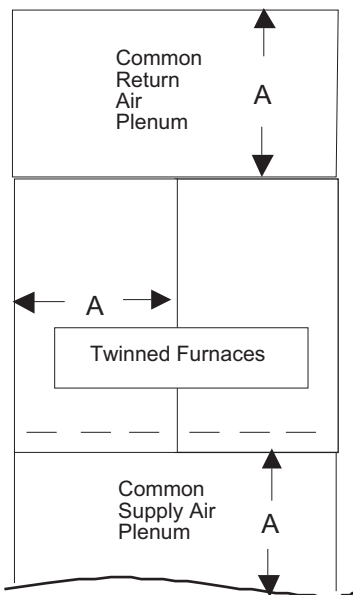 Common
Return
Air
Plenum
A
A
Twinned Furnaces
Common
Supply Air
Plenum
A